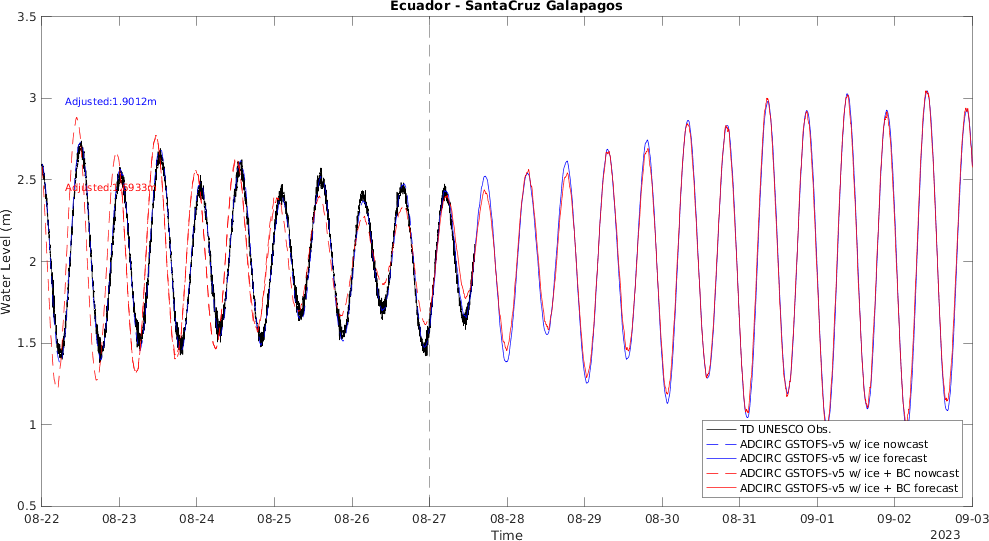 Ecuador - SantaCruz Galapagos
3.5
3
2.5
2
1.5
1
0.5
Water Level (m)
Adjusted:1.9012m
08-22
08-23
08-24
08-25
08-26
08-27
08-28
08-29
08-30
08-31
09-01
09-02
09-03
Time
2023
TD UNESCO Obs.
ADCIRC GSTOFS-v5 w/ ice nowcast
ADCIRC GSTOFS-v5 w/ ice forecast
ADCIRC GSTOFS-v5 w/ ice + BC nowcast
ADCIRC GSTOFS-v5 w/ ice + BC forecast